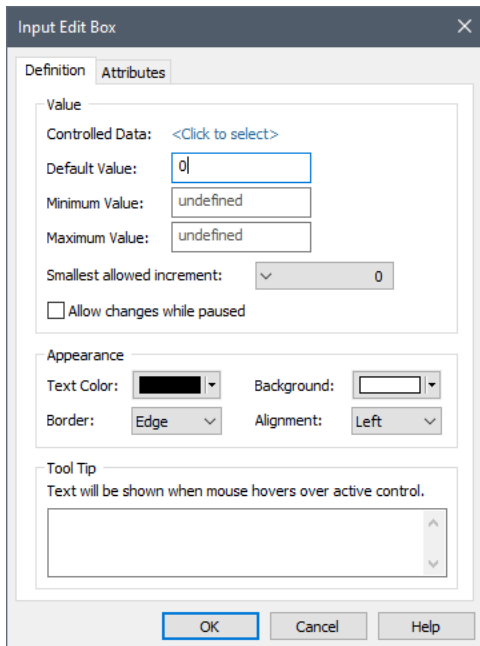 Input Edit Box
Definition Attributes
Value
Controlled Data: <Click to select>
Default Value: 0
Minimum Value: undefined
Maximum Value: undefined
Smallest allowed increment: 0
Allow changes while paused
Appearance
Text Color: Background:
Border: Edge Alignment: Left
Tool Tip
Text will be shown when mouse hovers over active control.
OK Cancel Help